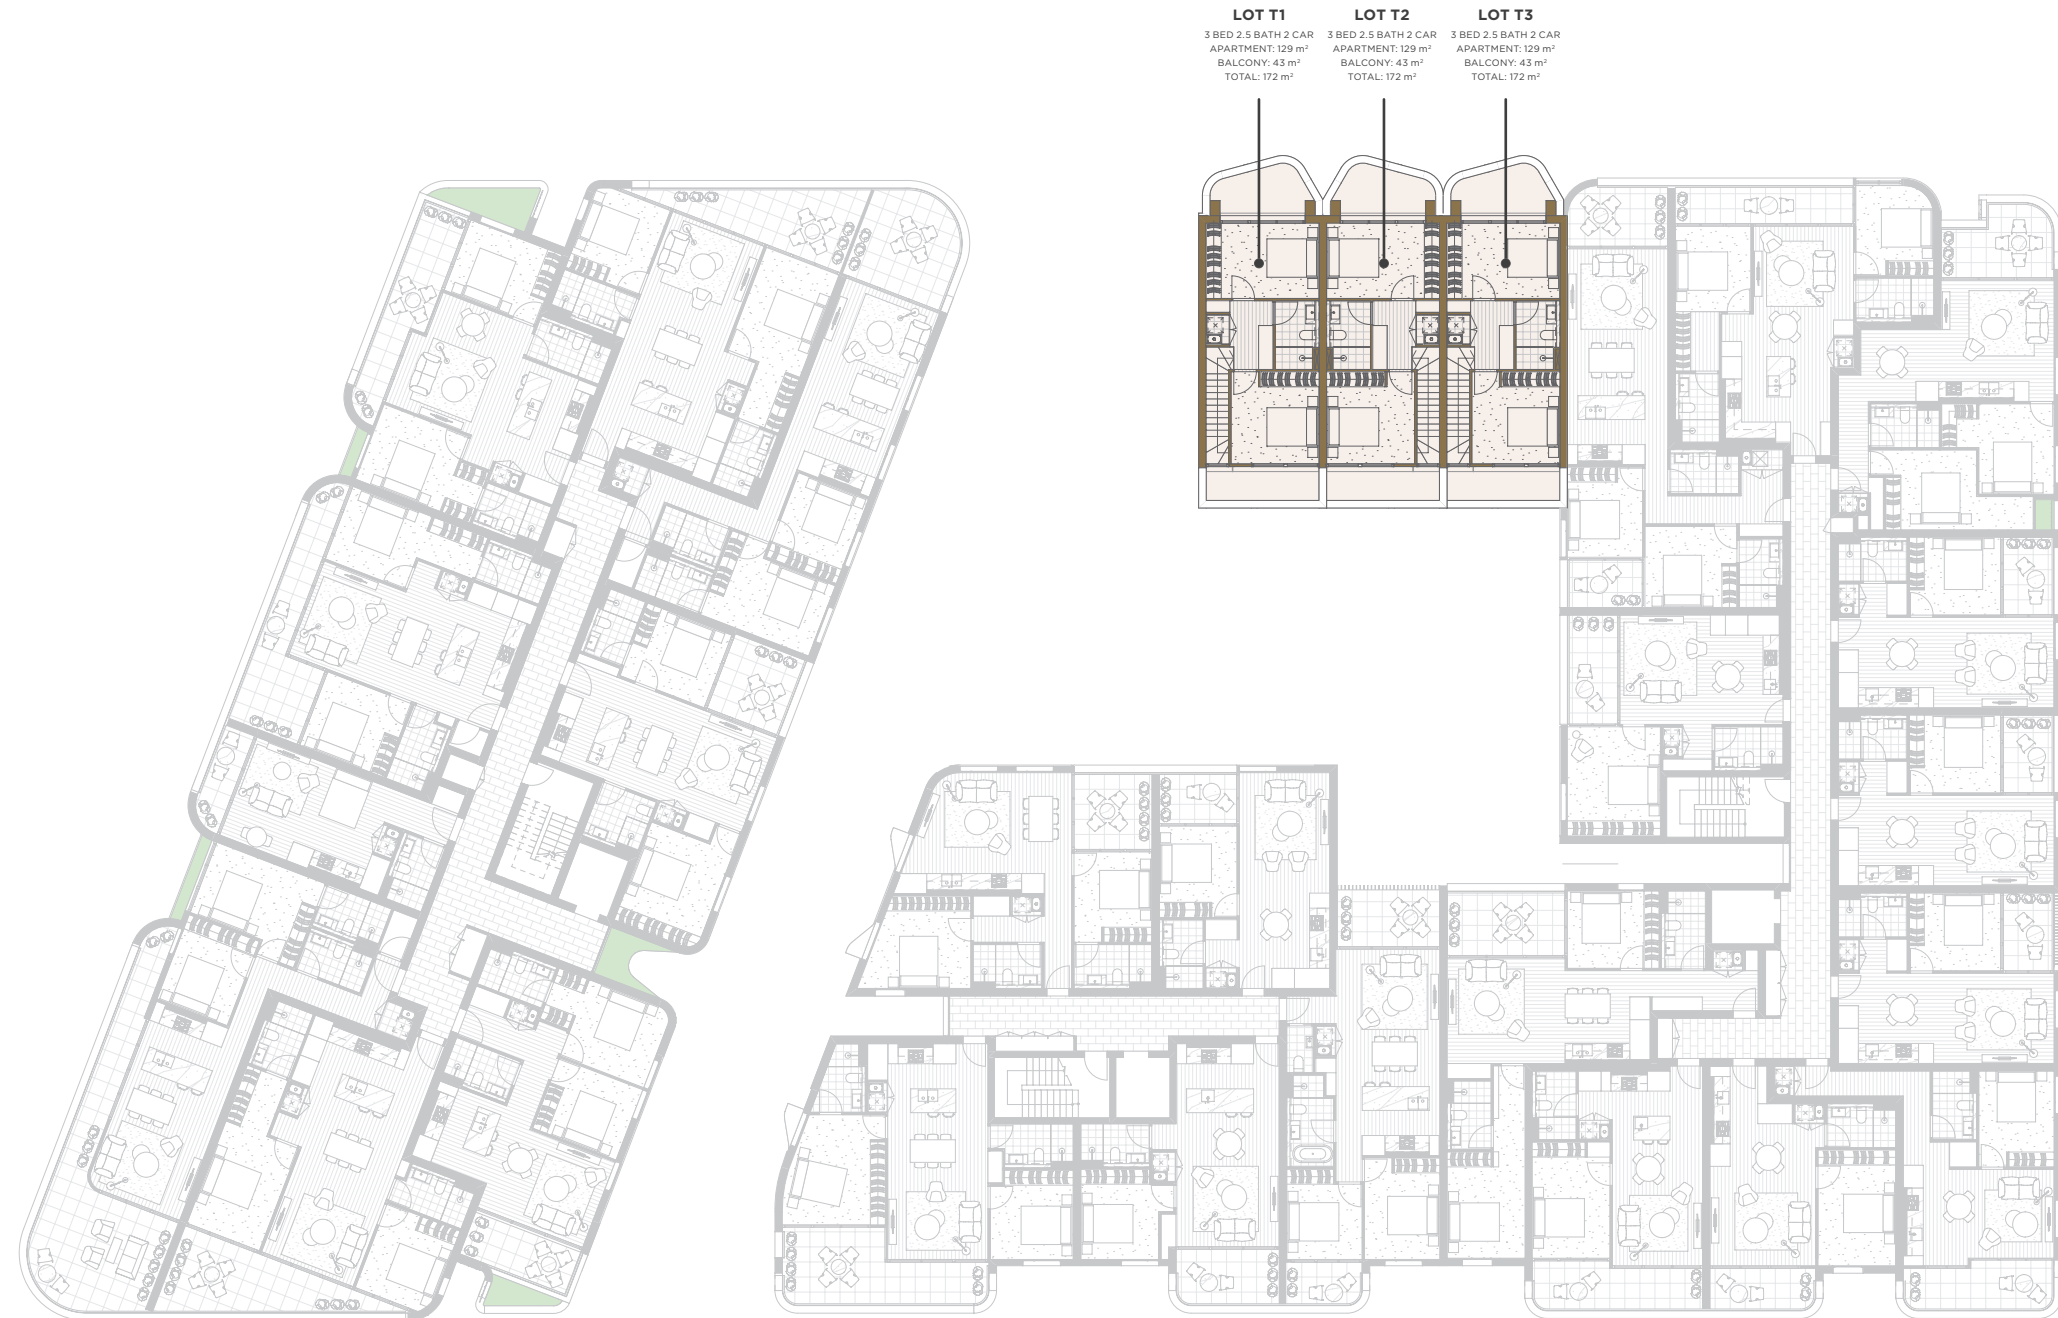 LOT T1
3 BED 2.5 BATH 2 CAR
APARTMENT: 129 m²
BALCONY: 43 m²
TOTAL: 172 m²
LOT T2
3 BED 2.5 BATH 2 CAR
APARTMENT: 129 m²
BALCONY: 43 m²
TOTAL: 172 m²
LOT T3
3 BED 2.5 BATH 2 CAR
APARTMENT: 129 m²
BALCONY: 43 m²
TOTAL: 172 m²